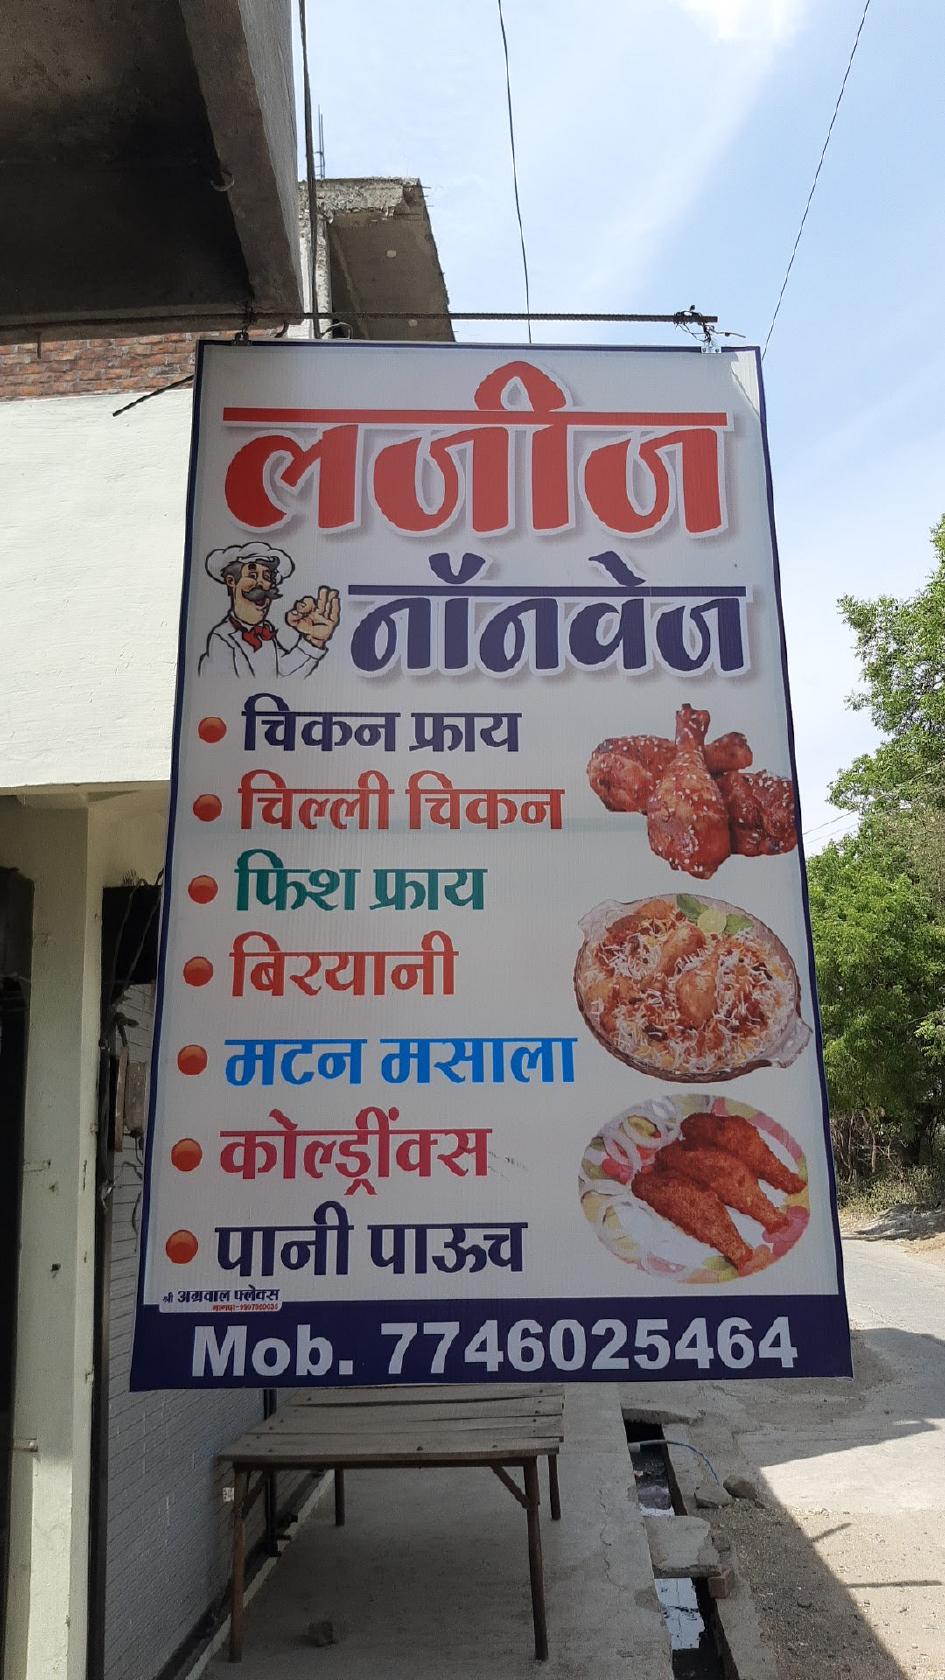 लजीज
नॉनवेज
चिकन फ्राय
चिल्ली चिकन
फिश फ्राय
बिरयानी
मटन मसाला
कोल्ड्रींक्स
पानी पाऊच
श्री अग्रवाल फ्लेक्स
Mob. 7746025464